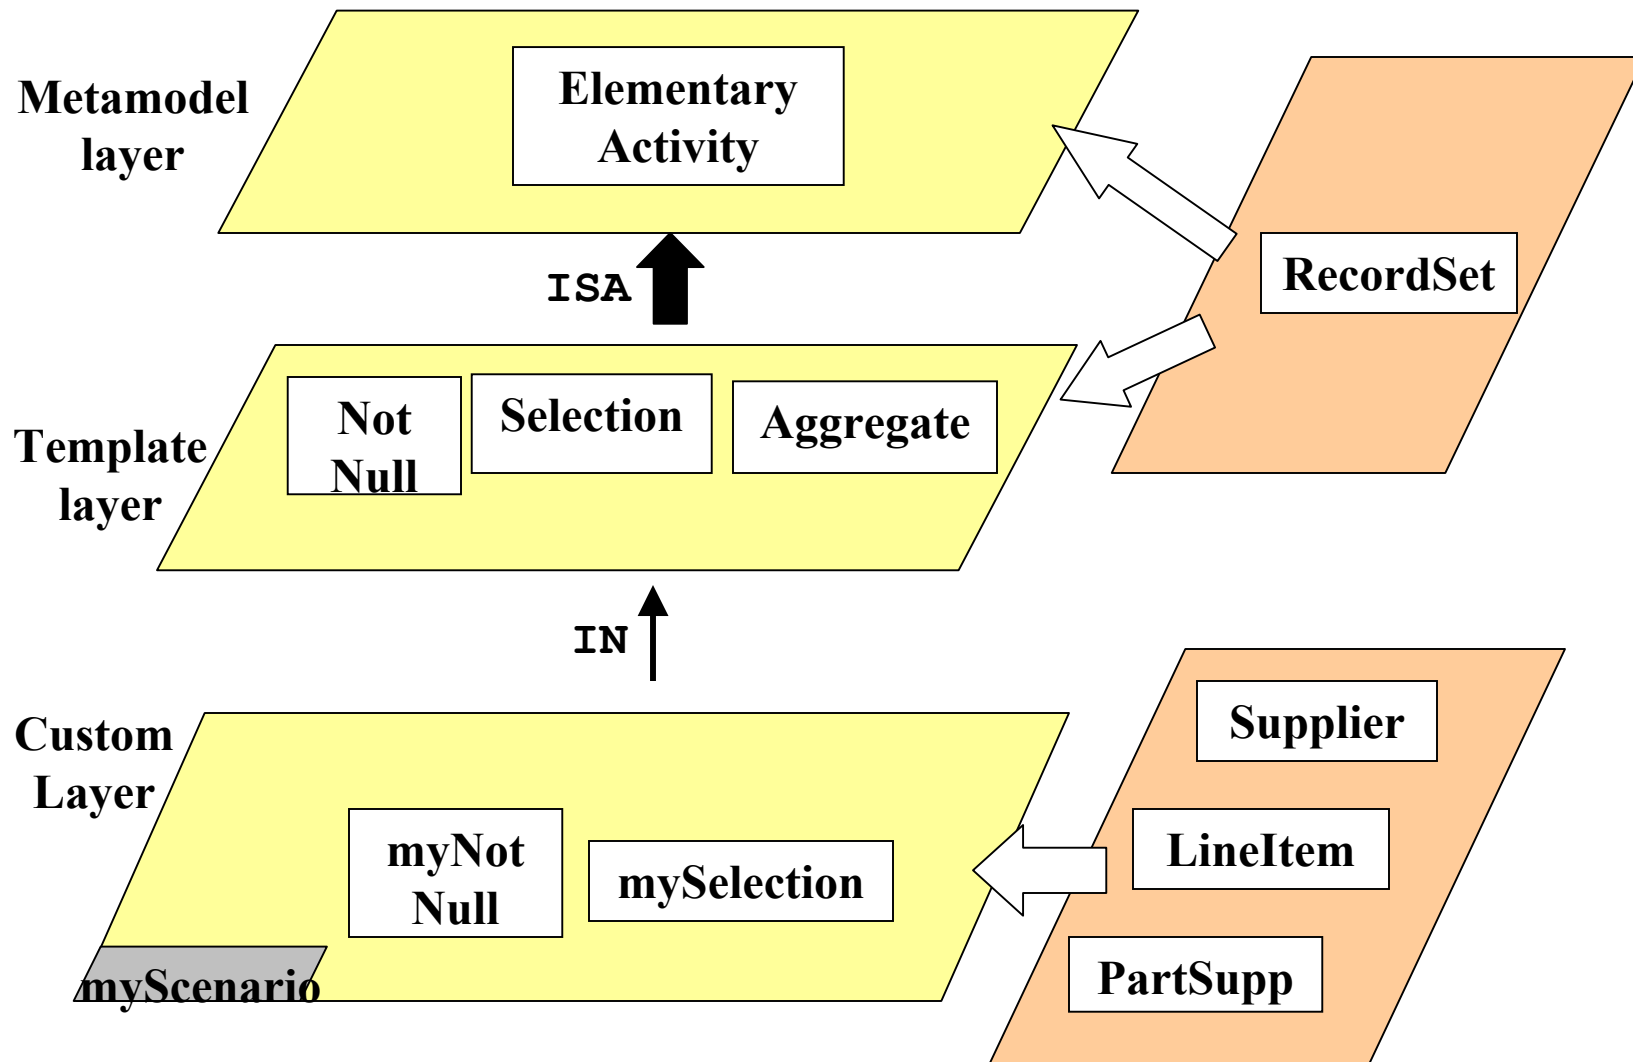 Metamodel
layer
Elementary
Activity
RecordSet
ISA
Template
layer
Not
Null
Selection
Aggregate
IN
Custom
Layer
myNot
Null
mySelection
myScenario
Supplier
LineItem
PartSupp